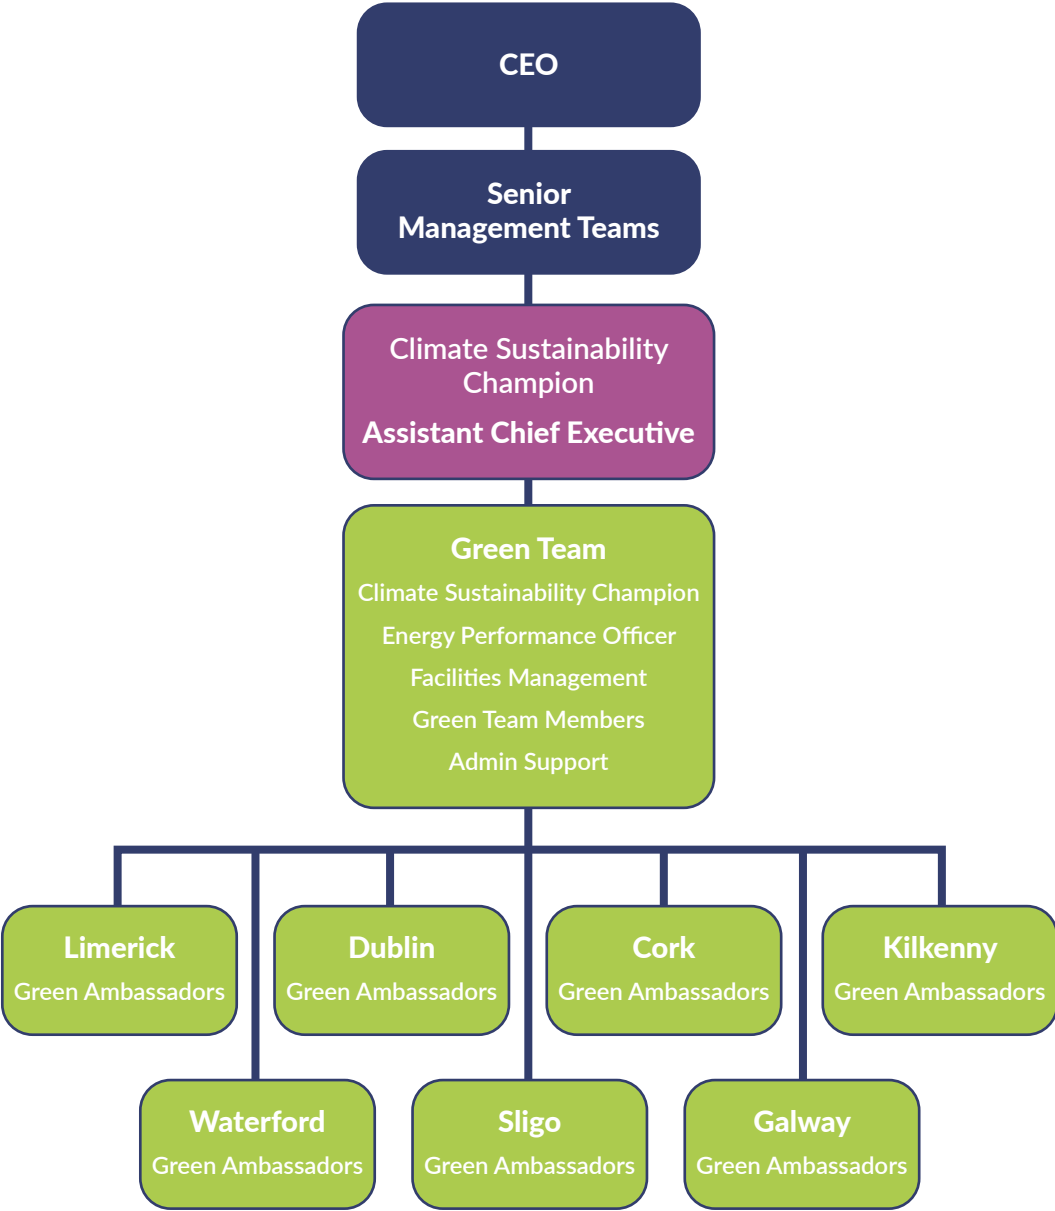 CEO
Senior
Management Teams
Climate Sustainability
Champion
Assistant Chief Executive
Green Team
Climate Sustainability Champion
Energy Performance Officer
Facilities Management
Green Team Members
Admin Support
Limerick
Green Ambassadors
Dublin
Green Ambassadors
Cork
Green Ambassadors
Kilkenny
Green Ambassadors
Waterford
Green Ambassadors
Sligo
Green Ambassadors
Galway
Green Ambassadors